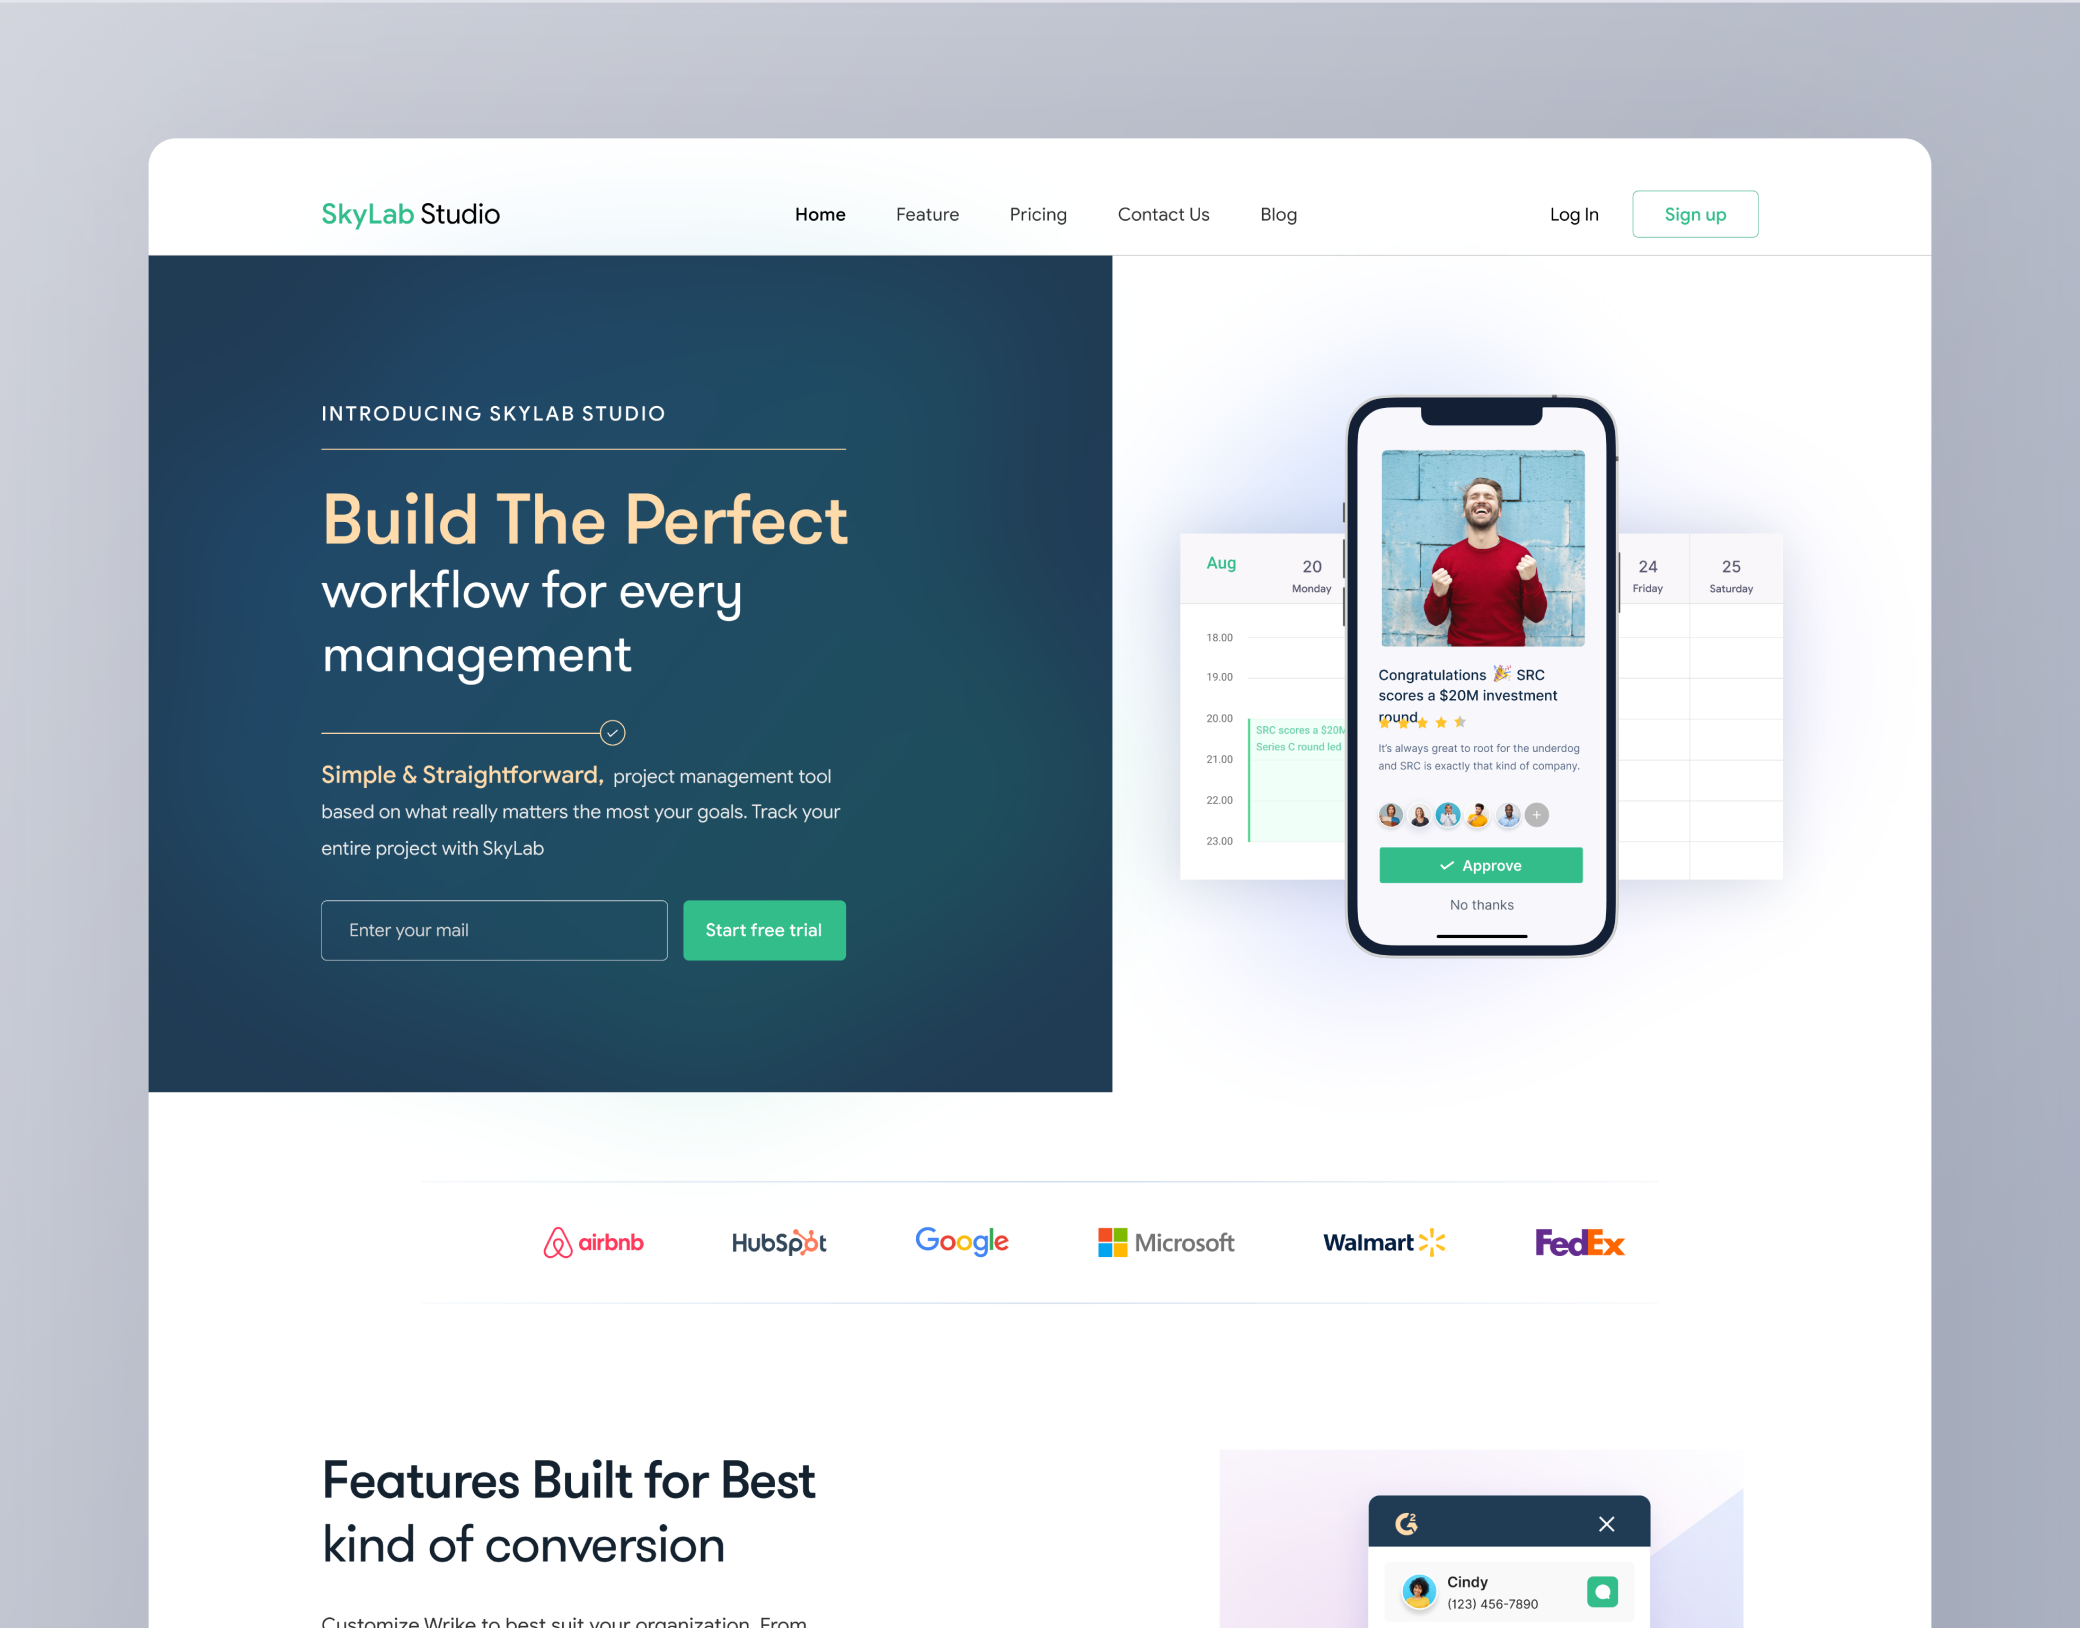 SkyLab Studio
Home
Feature
Pricing
Contact Us
Blog
Log In
Sign up
INTRODUCING SKYLAB STUDIO
Build The Perfect
workflow for every
management
Simple & Straightforward, project management tool
based on what really matters the most your goals. Track your
entire project with SkyLab
Enter your mail
Start free trial
Aug
20
Monday
24
Friday
25
Saturday
18.00
19.00
20.00
21.00
22.00
23.00
SRC scores a $20M
Series C round led
Congratulations 🎉 SRC
scores a $20M investment
round
It's always great to root for the underdog
and SRC is exactly that kind of company.
Approve
No thanks
airbnb
HubSpot
Google
Microsoft
Walmart
FedEx
Features Built for Best
kind of conversion
Customize Wrike to best suit your organization. From
G2
Cindy
(123) 456-7890